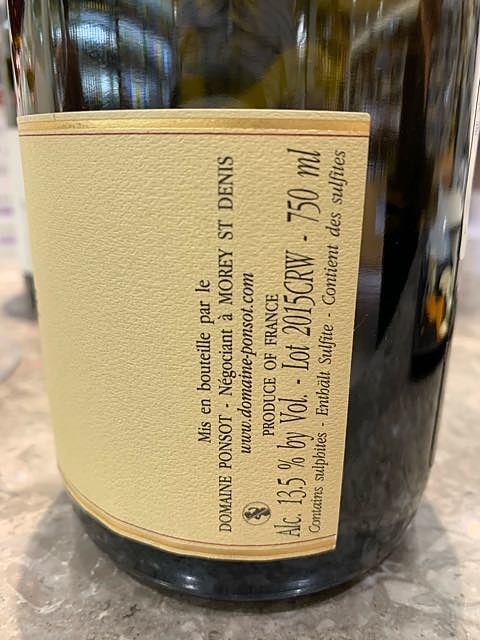 Mis en bouteille par le
DOMAINE PONSOT - Négociant à MOREY ST DENIS
www.domaine-ponsot.com
PRODUCE OF FRANCE
Alc. 13.5 % by Vol. - Lot 2015CRW - 750 ml
Contains sulphites - Enthält Sulfite - Contient des sulfites